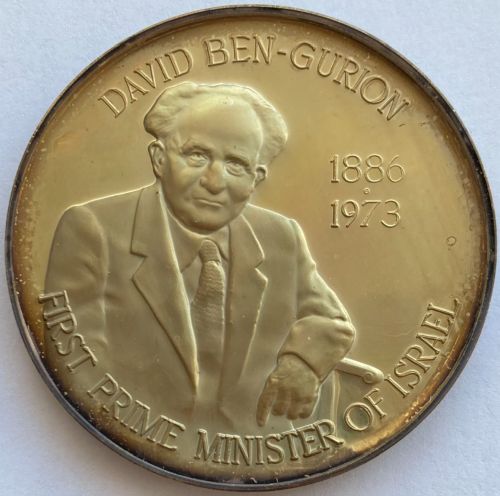 DAVID BEN-GURION
1886
1973
FIRST PRIME MINISTER OF ISRAEL